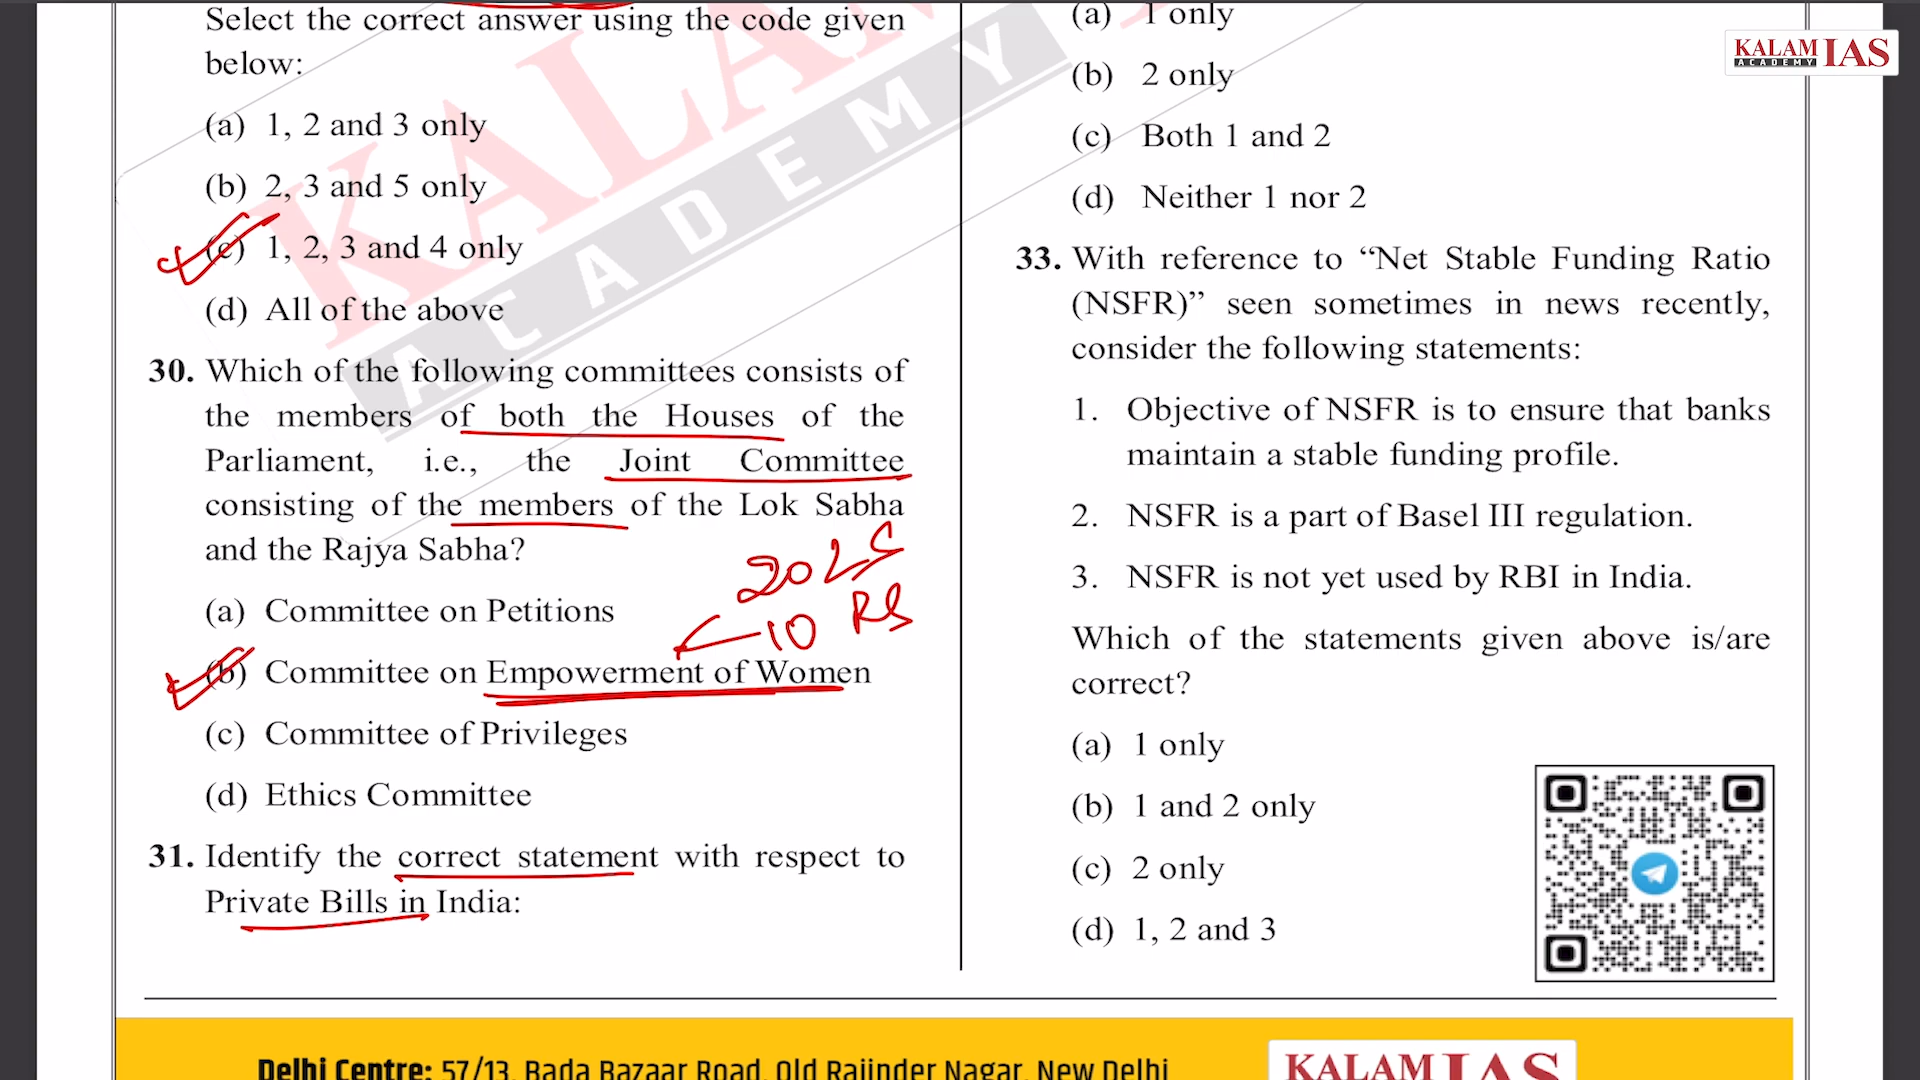 Select the correct answer using the code given
below:
(a) 1, 2 and 3 only
(b) 2, 3 and 5 only
(c) 1, 2, 3 and 4 only
(d) All of the above
30. Which of the following committees consists of
the members of both the Houses of the
Parliament, i.e., the Joint Committee
consisting of the members of the Lok Sabha
and the Rajya Sabha?
20 LS
10 RS
(a) Committee on Petitions
(b) Committee on Empowerment of Women
(c) Committee of Privileges
(d) Ethics Committee
31. Identify the correct statement with respect to
Private Bills in India:
(a) 1 only
(b) 2 only
(c) Both 1 and 2
(d) Neither 1 nor 2
33. With reference to “Net Stable Funding Ratio
(NSFR)” seen sometimes in news recently,
consider the following statements:
1. Objective of NSFR is to ensure that banks
maintain a stable funding profile.
2. NSFR is a part of Basel III regulation.
3. NSFR is not yet used by RBI in India.
Which of the statements given above is/are
correct?
(a) 1 only
(b) 1 and 2 only
(c) 2 only
(d) 1, 2 and 3
KALAM
ACADEMY
KALAM IAS
ACADEMY
Delhi Centre: 57/13, Bada Bazaar Road, Old Rajinder Nagar, New Delhi
KALAM IAS